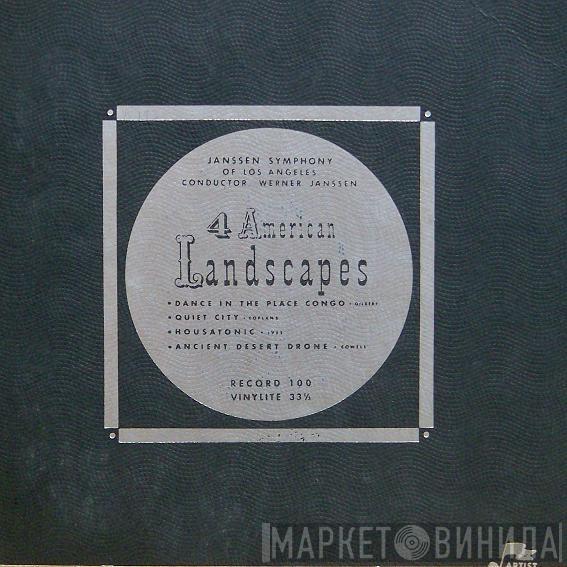 JANSSEN SYMPHONY
OF LOS ANGELES
CONDUCTOR WERNER JANSSEN
4 American
Landscapes
• DANCE IN THE PLACE CONGO • GILBERT
• QUIET CITY • COPLAND
• HOUSATONIC • IVES
• ANCIENT DESERT DRONE • COWELL
RECORD 100
VINYLITE 33⅓
МАРКЕТ ВИНИЛА
ARTIST